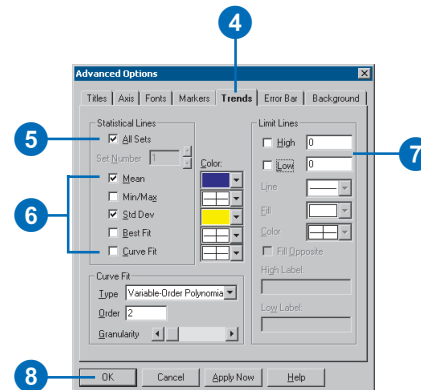 4
Advanced Options
Titles Axis Fonts Markers Trends Error Bar Background
Statistical Lines
5
All Sets
Set Number 1
Color:
6
Mean
Min/Max
Std Dev
Best Fit
Curve Fit
Limit Lines
High 0
7
Low 0
Line
Fill
Color
Fill Opposite
High Label:
Low Label:
Curve Fit
Type Variable-Order Polynomia
Order 2
Granularity
8
OK Cancel Apply Now Help